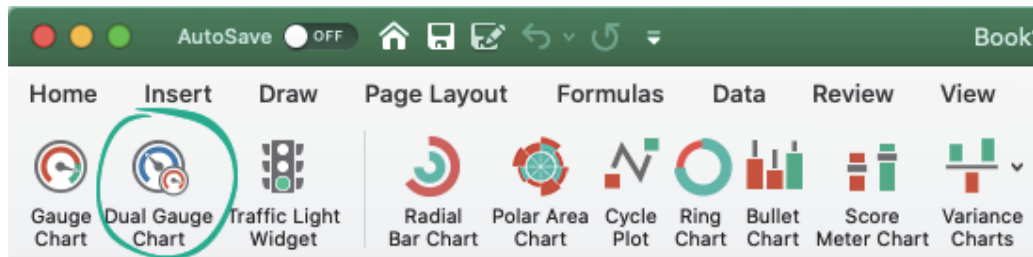 AutoSave OFF Book
Home Insert Draw Page Layout Formulas Data Review View
Gauge Dual Gauge Traffic Light Radial Polar Area Cycle Ring Bullet Score Variance
Chart Chart Widget Bar Chart Chart Plot Chart Chart Meter Chart Charts